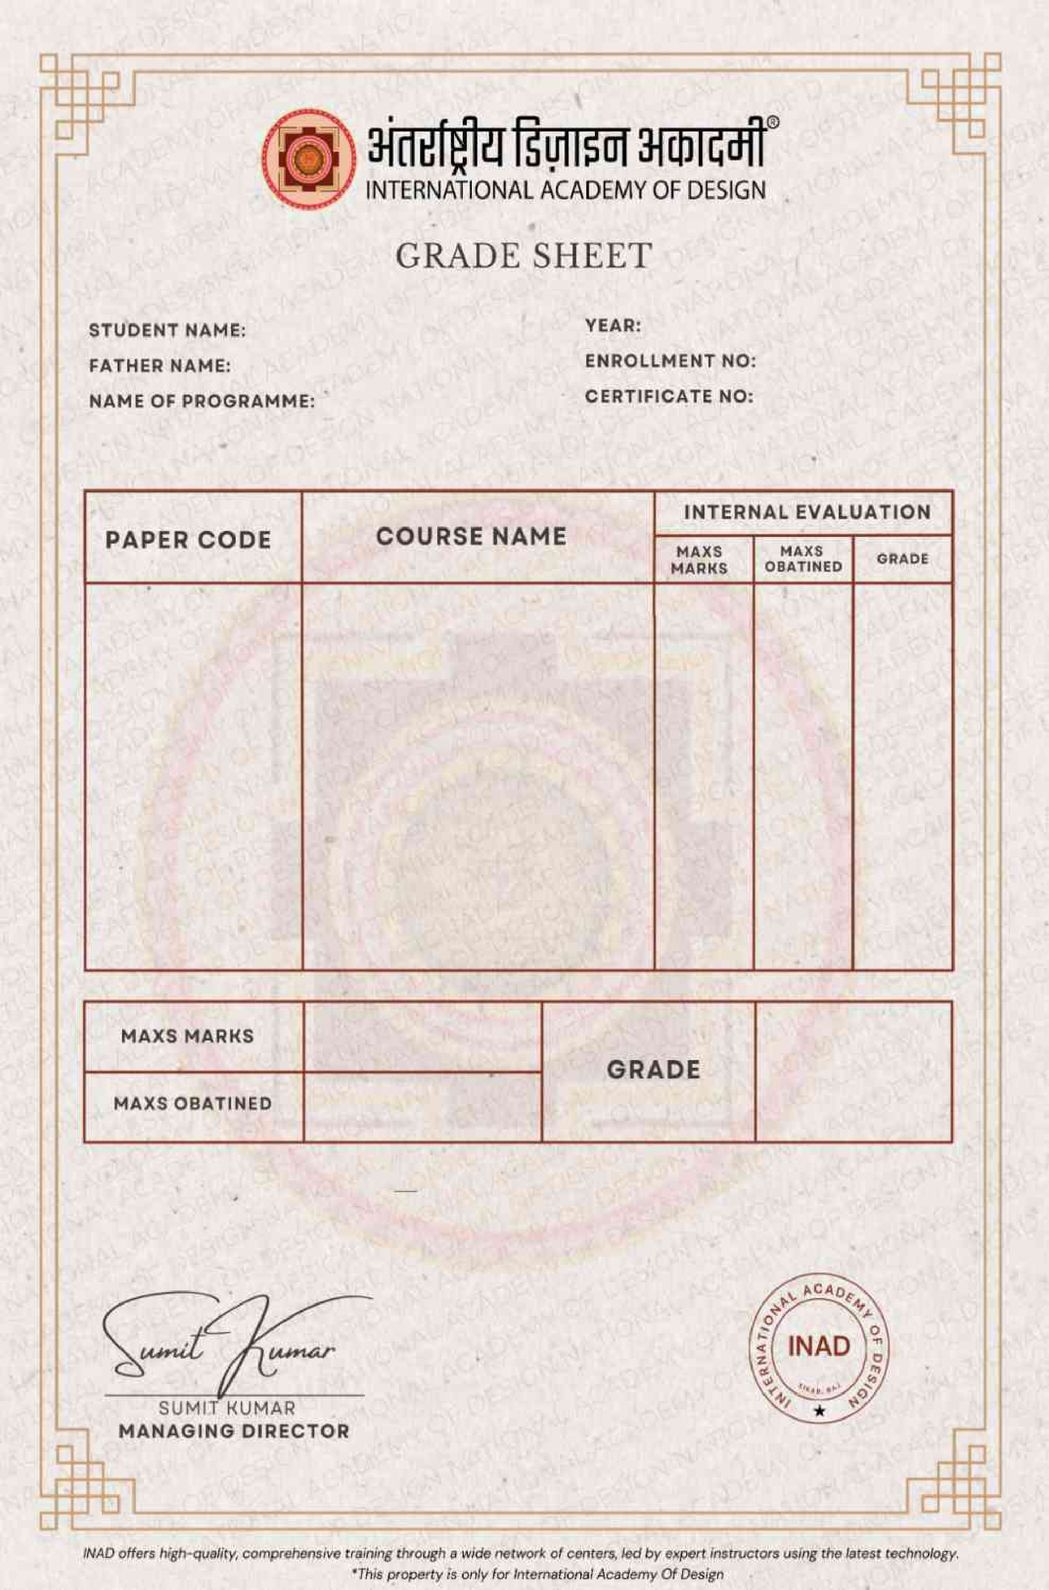 अंतर्राष्ट्रीय डिज़ाइन अकादमी®
INTERNATIONAL ACADEMY OF DESIGN
GRADE SHEET
STUDENT NAME:
YEAR:
FATHER NAME:
ENROLLMENT NO:
NAME OF PROGRAMME:
CERTIFICATE NO:
PAPER CODE
COURSE NAME
INTERNAL EVALUATION
MAXS
MARKS
MAXS
OBATINED
GRADE
MAXS MARKS
MAXS OBATINED
GRADE
Sumit Kumar
SUMIT KUMAR
MANAGING DIRECTOR
INTERNATIONAL ACADEMY OF DESIGN
INAD
SIKAR, RAJ
INAD offers high-quality, comprehensive training through a wide network of centers, led by expert instructors using the latest technology.
*This property is only for International Academy Of Design